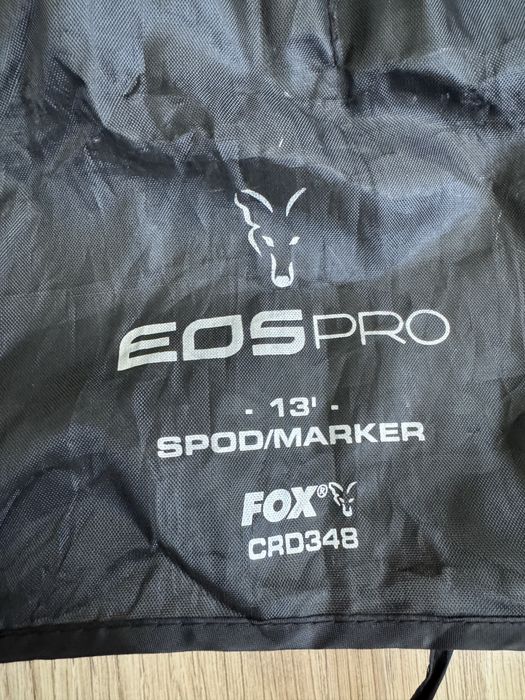 EOSPRO
- 13' -
SPOD/MARKER
FOX®
CRD348